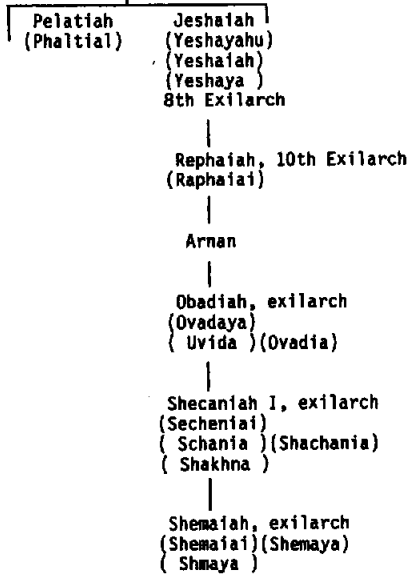 Pelatiah Jeshaiah
(Phaltial) (Yeshayahu)
(Yeshaiah)
(Yeshaya )
8th Exilarch
Rephaiah, 10th Exilarch
(Raphaiai)
Arnan
Obadiah, exilarch
(Ovadaya)
( Uvida )(Ovadia)
Shecaniah I, exilarch
(Secheniai)
( Schania )(Shachania)
( Shakhna )
Shemaiah, exilarch
(Shemaiai)(Shemaya)
( Shmaya )